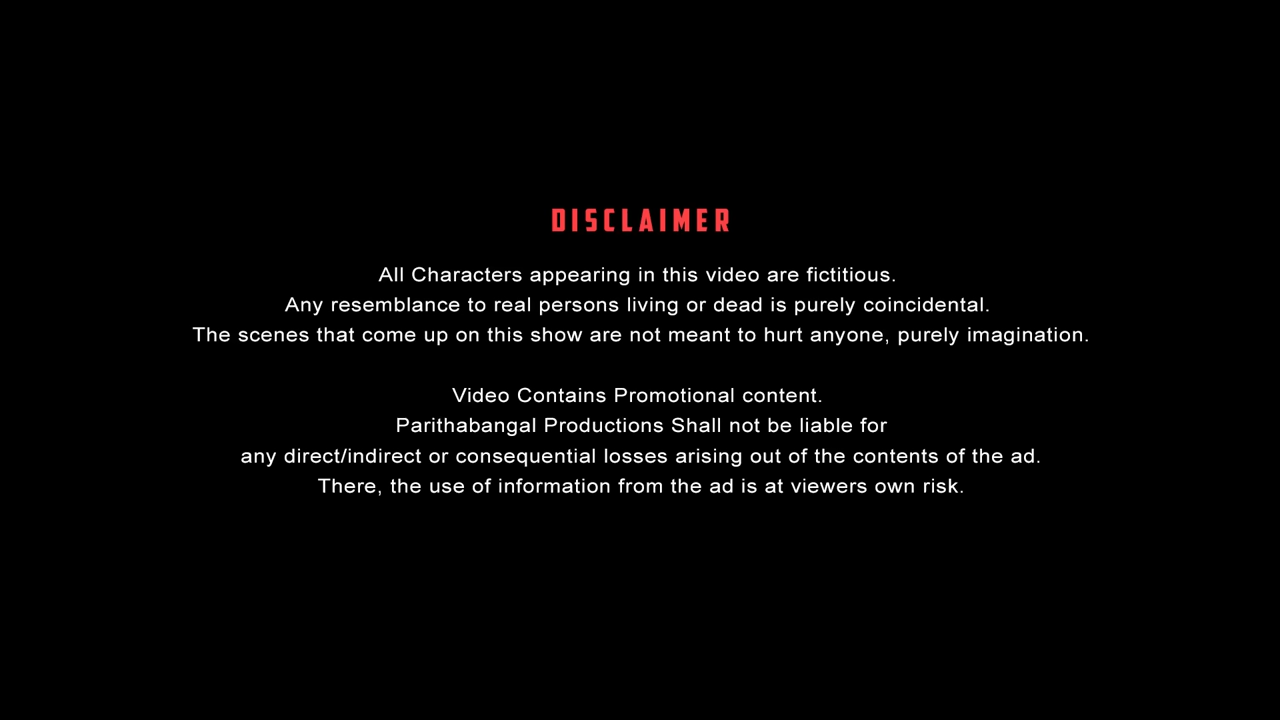 DISCLAIMER
All Characters appearing in this video are fictitious.
Any resemblance to real persons living or dead is purely coincidental.
The scenes that come up on this show are not meant to hurt anyone, purely imagination.
Video Contains Promotional content.
Parithabangal Productions Shall not be liable for
any direct/indirect or consequential losses arising out of the contents of the ad.
There, the use of information from the ad is at viewers own risk.